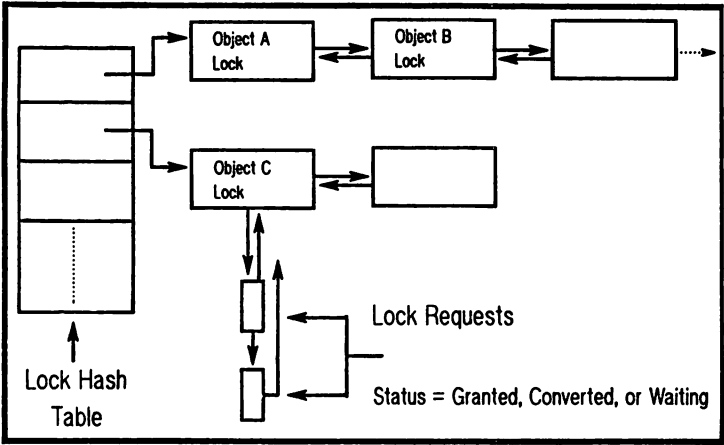 Object A
Lock
Object B
Lock
Object C
Lock
Lock Requests
Status = Granted, Converted, or Waiting
Lock Hash
Table